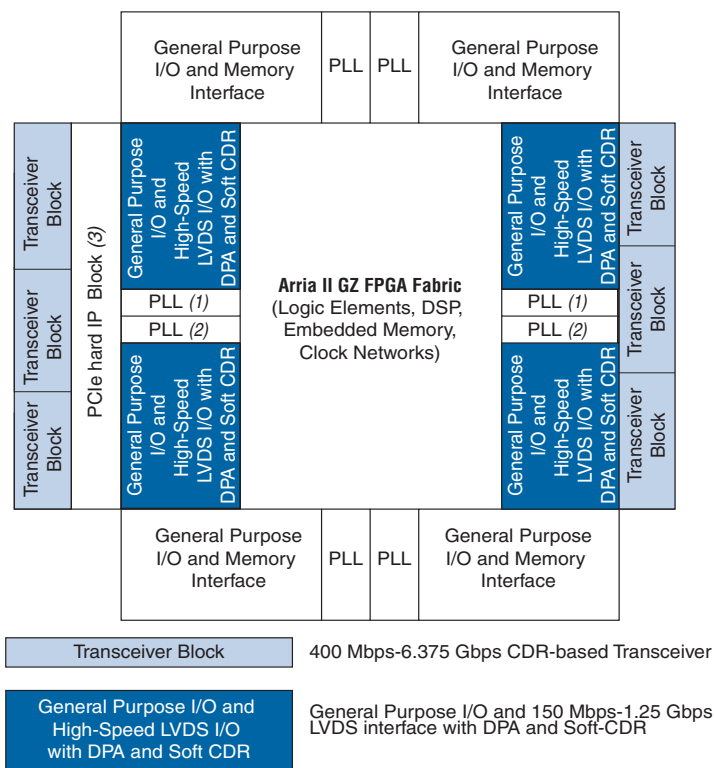 General Purpose
I/O and Memory
Interface
PLL
PLL
General Purpose
I/O and Memory
Interface
Transceiver
Block
Transceiver
Block
Transceiver
Block
PCIe hard IP Block (3)
General Purpose
I/O and
High-Speed
LVDS I/O with
DPA and Soft CDR
PLL (1)
PLL (2)
General Purpose
I/O and
High-Speed
LVDS I/O with
DPA and Soft CDR
Arria II GZ FPGA Fabric
(Logic Elements, DSP,
Embedded Memory,
Clock Networks)
General Purpose
I/O and
High-Speed
LVDS I/O with
DPA and Soft CDR
PLL (1)
PLL (2)
General Purpose
I/O and
High-Speed
LVDS I/O with
DPA and Soft CDR
Transceiver
Block
Transceiver
Block
Transceiver
Block
General Purpose
I/O and Memory
Interface
PLL
PLL
General Purpose
I/O and Memory
Interface
Transceiver Block
400 Mbps-6.375 Gbps CDR-based Transceiver
General Purpose I/O and
High-Speed LVDS I/O
with DPA and Soft CDR
General Purpose I/O and 150 Mbps-1.25 Gbps
LVDS interface with DPA and Soft-CDR